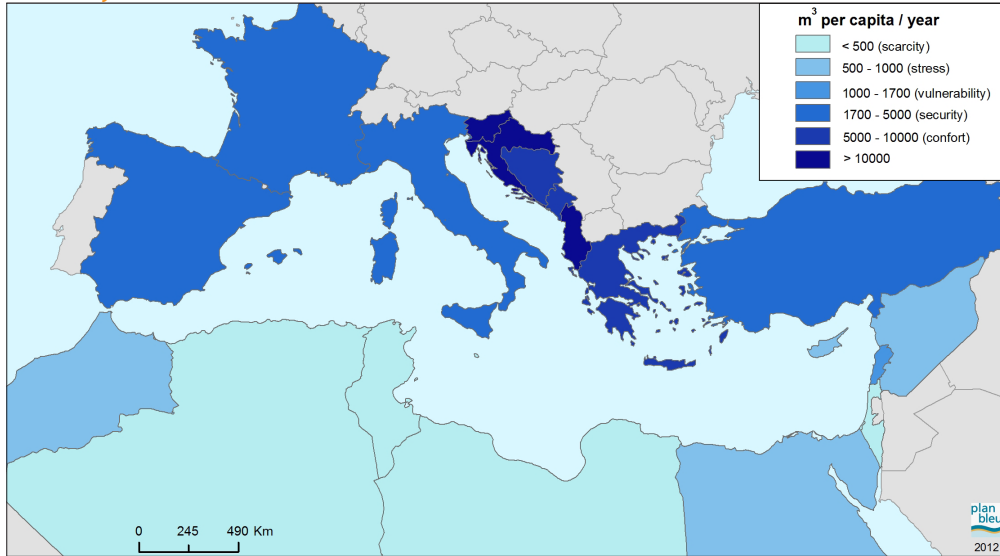 m³ per capita / year
< 500 (scarcity)
500 - 1000 (stress)
1000 - 1700 (vulnerability)
1700 - 5000 (security)
5000 - 10000 (confort)
> 10000
0 245 490 Km
plan
bleu
2012